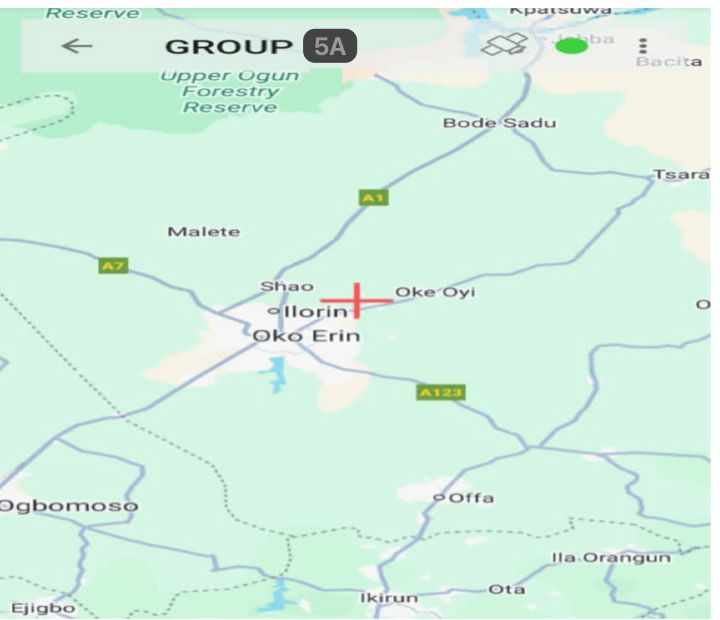 Kpatsuwa
Reserve
GROUP 5A
Jebba
Bacita
Upper Ogun
Forestry
Reserve
Bode Sadu
Tsara
A1
Malete
A7
Shao
Oke Oyi
Ilorin
Oko Erin
A123
Offa
Ogbomoso
Ila Orangun
Ota
Ikirun
Ejigbo